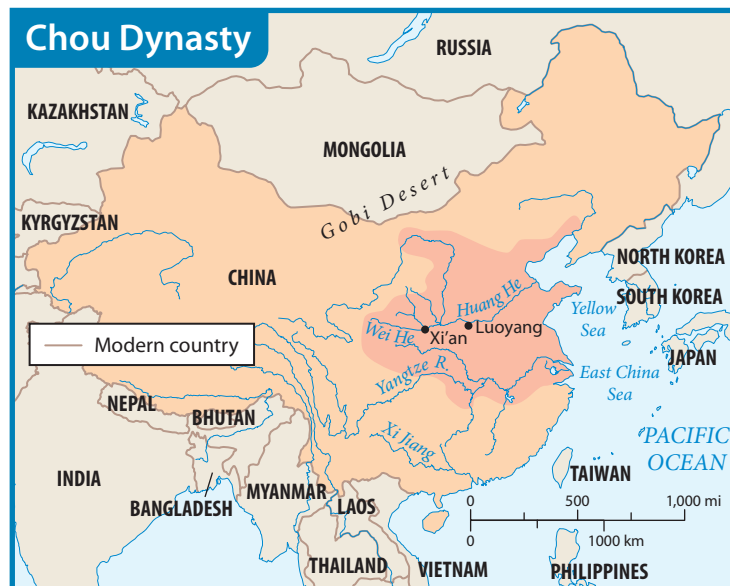 Chou Dynasty
RUSSIA
KAZAKHSTAN
MONGOLIA
Gobi Desert
KYRGYZSTAN
CHINA
NORTH KOREA
SOUTH KOREA
Huang He
Yellow
Sea
Wei He
Xi'an
Luoyang
Modern country
JAPAN
Yangtze R.
East China
Sea
NEPAL
BHUTAN
Xi Jiang
PACIFIC
OCEAN
INDIA
BANGLADESH
MYANMAR
LAOS
TAIWAN
0 500 1,000 mi
0 1000 km
THAILAND
VIETNAM
PHILIPPINES